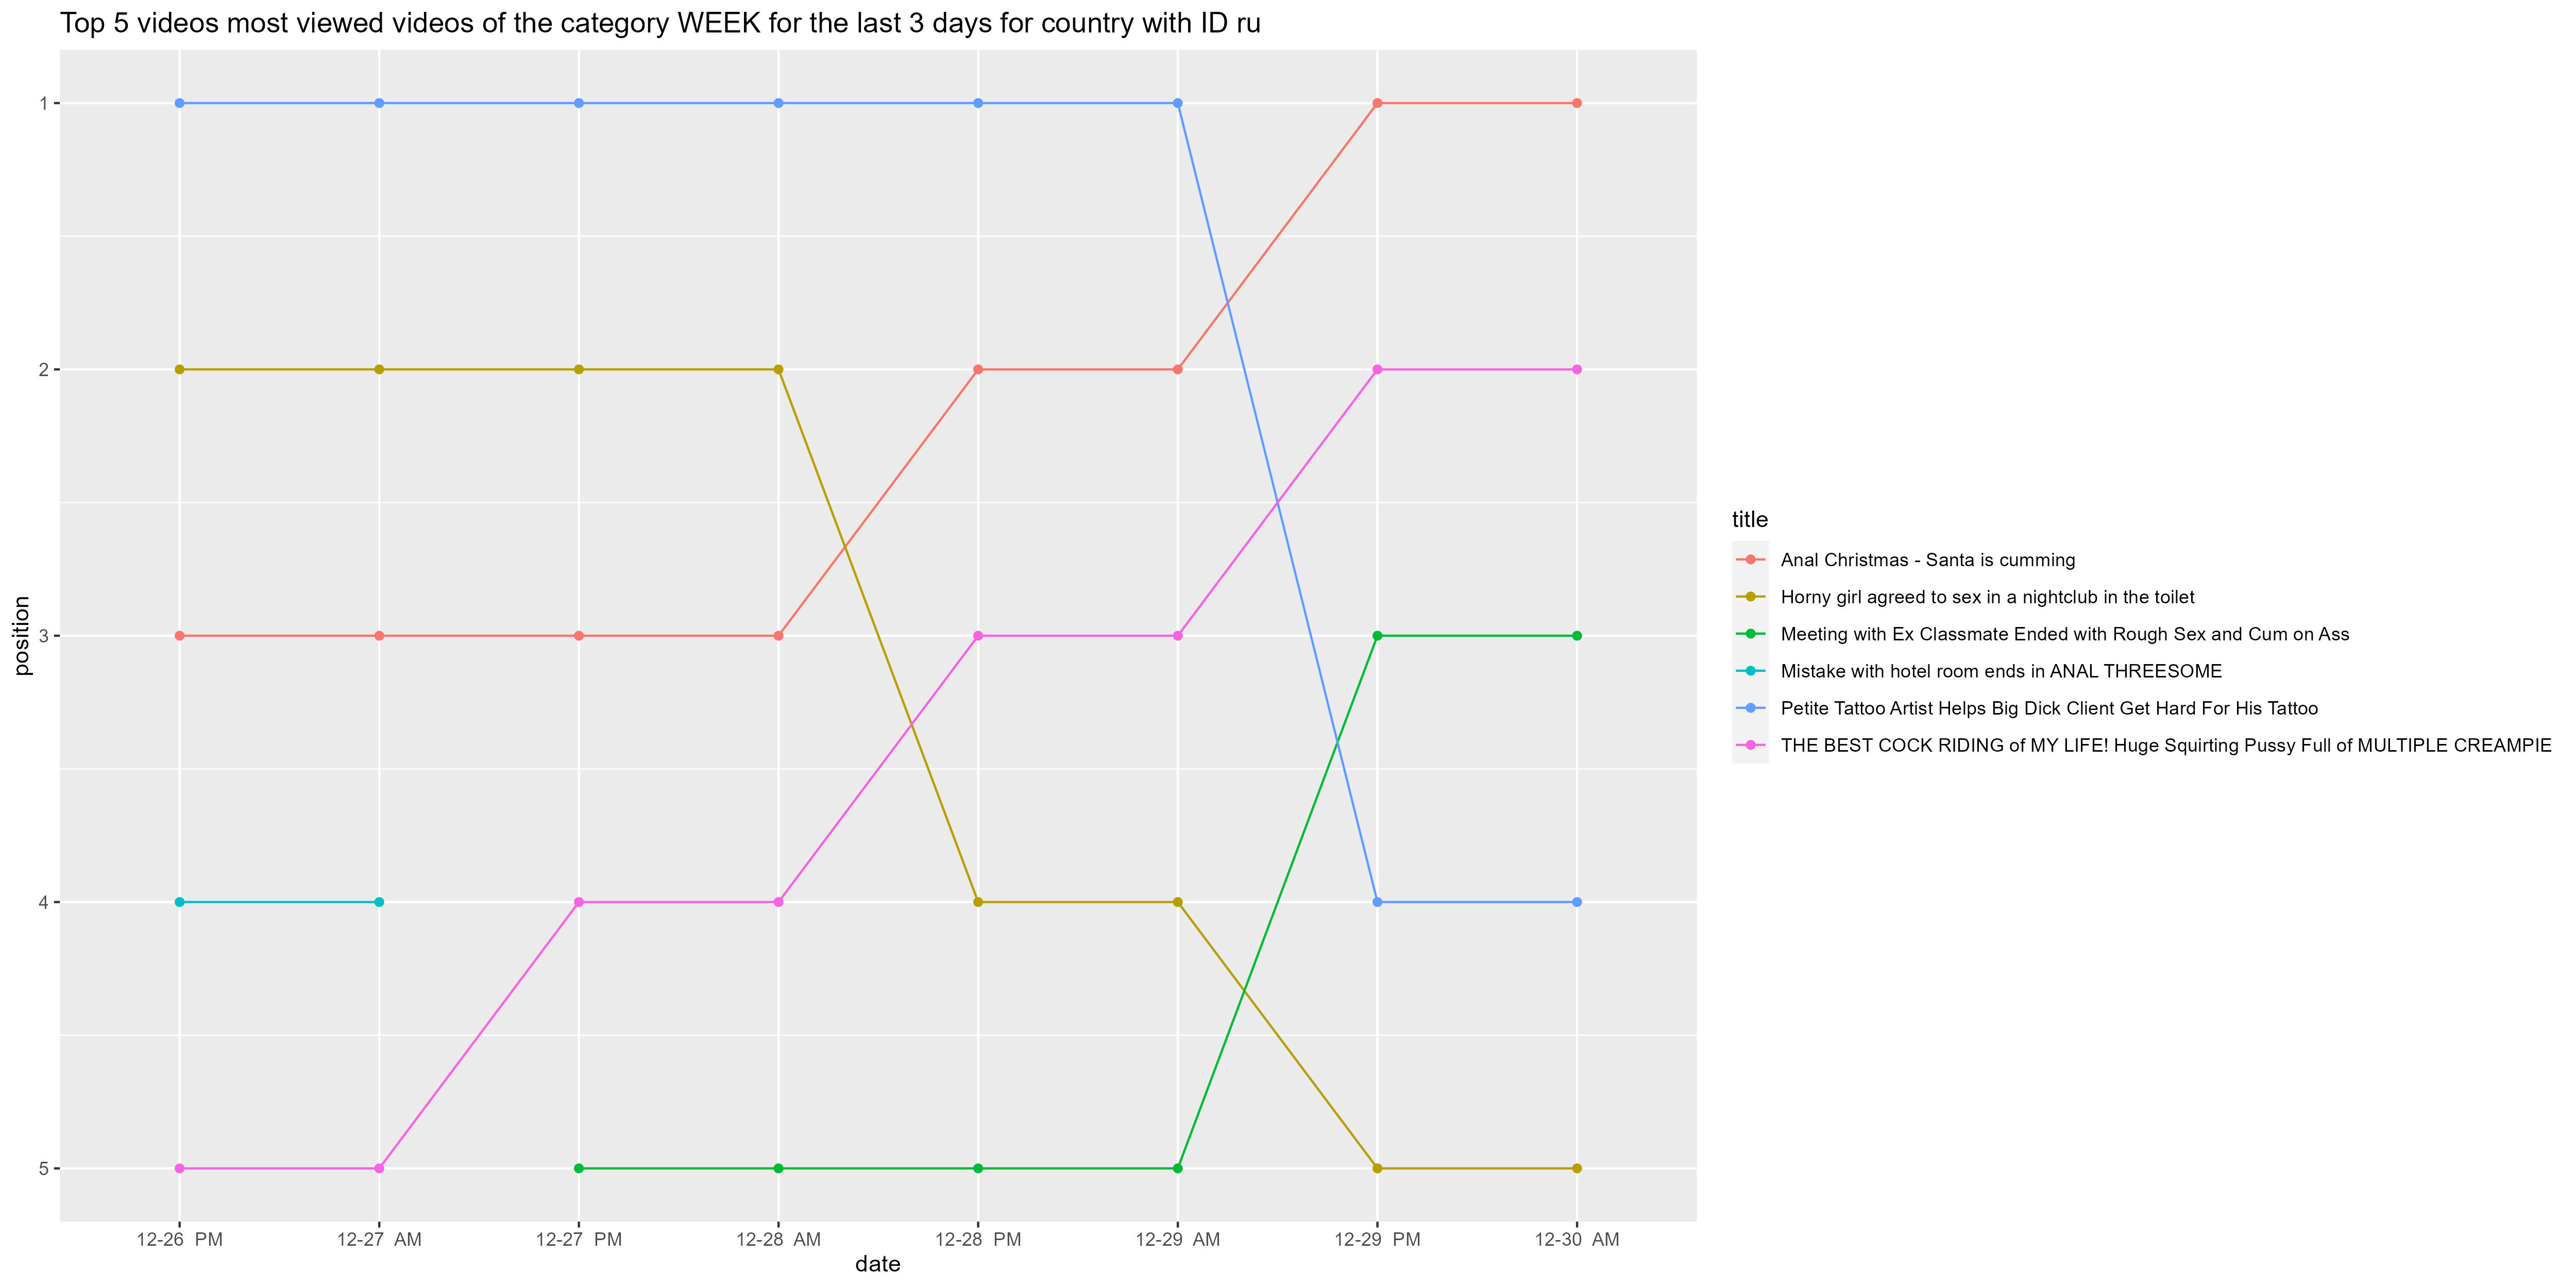 Top 5 videos most viewed videos of the category WEEK for the last 3 days for country with ID ru
position
1
2
3
4
5
12-26 PM
12-27 AM
12-27 PM
12-28 AM
12-28 PM
12-29 AM
12-29 PM
12-30 AM
date
title
Anal Christmas - Santa is cumming
Horny girl agreed to sex in a nightclub in the toilet
Meeting with Ex Classmate Ended with Rough Sex and Cum on Ass
Mistake with hotel room ends in ANAL THREESOME
Petite Tattoo Artist Helps Big Dick Client Get Hard For His Tattoo
THE BEST COCK RIDING of MY LIFE! Huge Squirting Pussy Full of MULTIPLE CREAMPIE